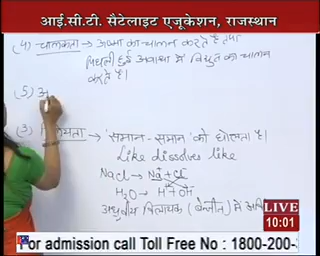 आई.सी.टी. सैटेलाइट एजूकेशन, राजस्थान
(4) चालकता → ऊष्मा का चालन करते है तथा
पिघली हुई अवस्था में विद्युत का चालन
करते है।
(5) अ
(3) → 'समान-समान' को घोलता है।
Like dissolves like
NaCl → Na⁺ + Cl⁻
H₂O → H⁺ + OH⁻
अध्रुवीय विलायक (बेन्जीन) में
LIVE
10:01
For admission call Toll Free No : 1800-200-